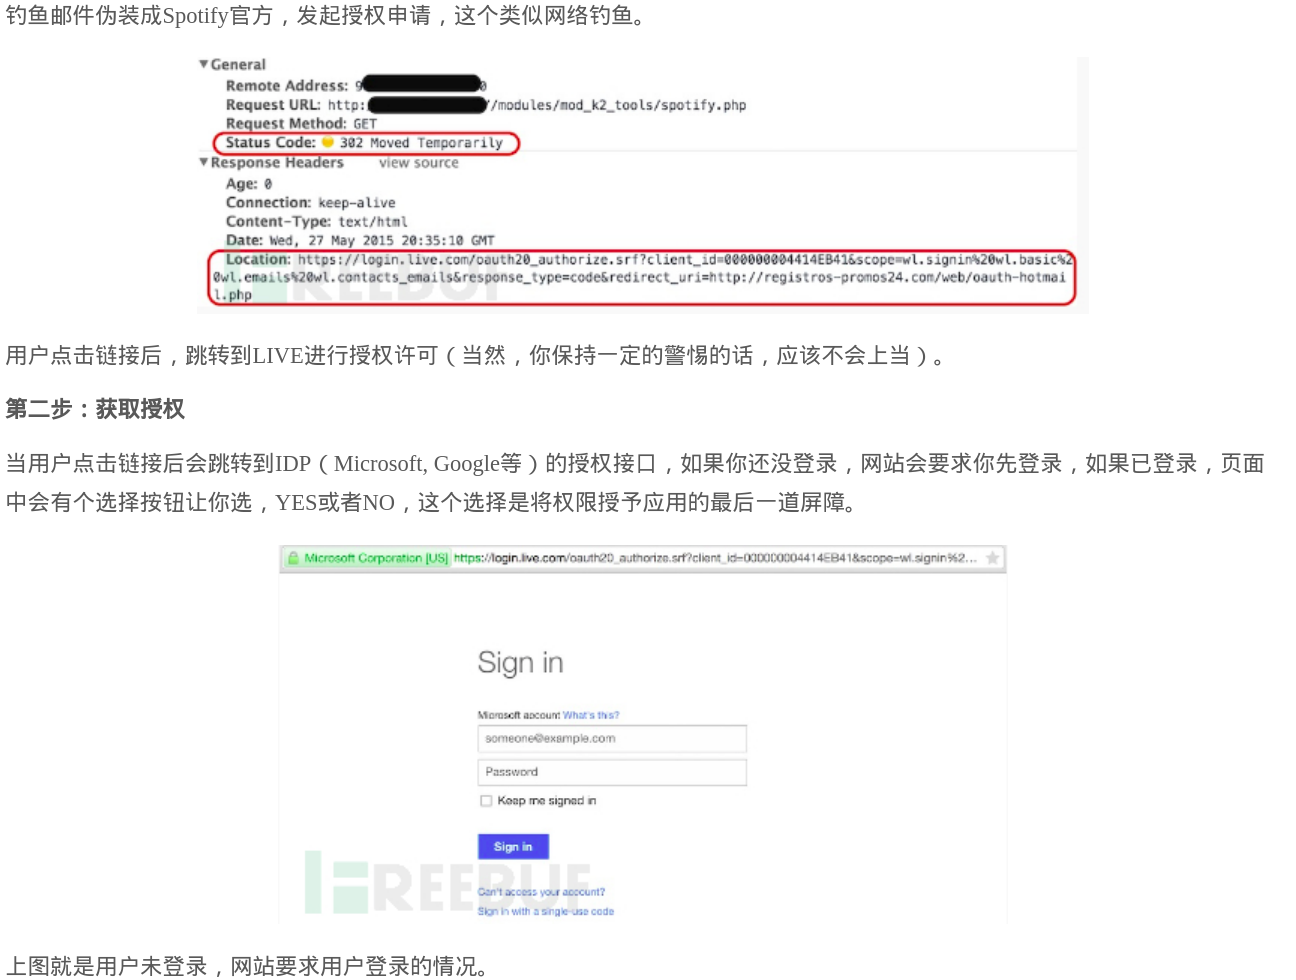 钓鱼邮件伪装成Spotify官方，发起授权申请，这个类似网络钓鱼。
▼General
Remote Address: 9 0
Request URL: http: /modules/mod_k2_tools/spotify.php
Request Method: GET
Status Code: 302 Moved Temporarily
▼Response Headers view source
Age: 0
Connection: keep-alive
Content-Type: text/html
Date: Wed, 27 May 2015 20:35:10 GMT
Location: https://login.live.com/oauth20_authorize.srf?client_id=000000004414EB41&scope=wl.signin%20wl.basic%2
0wl.emails%20wl.contacts_emails&response_type=code&redirect_uri=http://registros-promos24.com/web/oauth-hotmai
l.php
FREEBUF
用户点击链接后，跳转到LIVE进行授权许可（当然，你保持一定的警惕的话，应该不会上当）。
第二步：获取授权
当用户点击链接后会跳转到IDP（Microsoft, Google等）的授权接口，如果你还没登录，网站会要求你先登录，如果已登录，页面
中会有个选择按钮让你选，YES或者NO，这个选择是将权限授予应用的最后一道屏障。
Microsoft Corporation [US] https://login.live.com/oauth20_authorize.srf?client_id=000000004414EB41&scope=wl.signin%2...
Sign in
Microsoft account What's this?
someone@example.com
Password
Keep me signed in
Sign in
FREEBUF
Can't access your account?
Sign in with a single-use code
上图就是用户未登录，网站要求用户登录的情况。